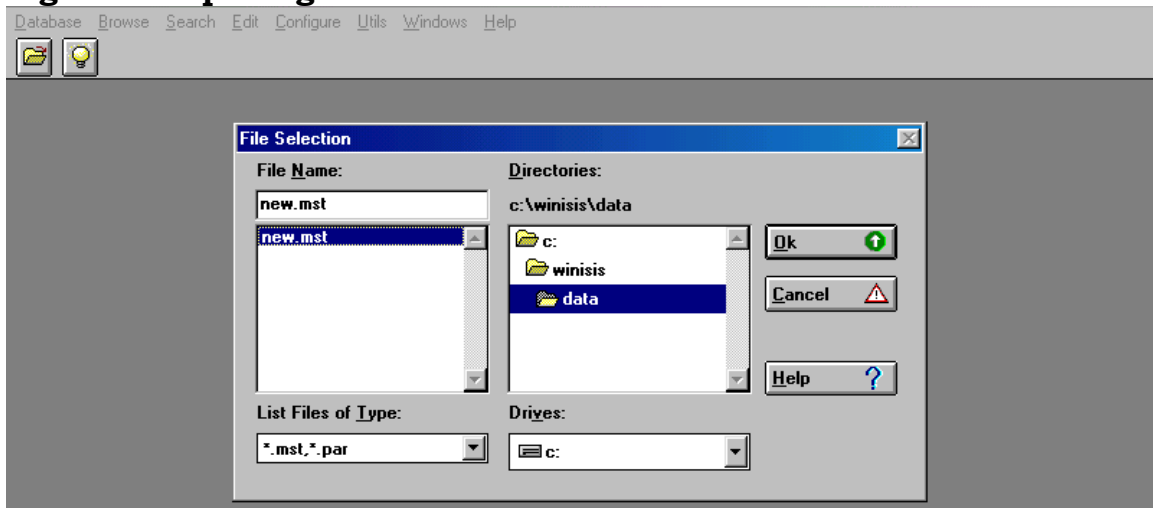 Database Browse Search Edit Configure Utils Windows Help
File Selection
File Name:
new.mst
new.mst
Directories:
c:\winisis\data
c:
winisis
data
Ok
Cancel
Help
List Files of Type:
*.mst,*.par
Drives:
c: